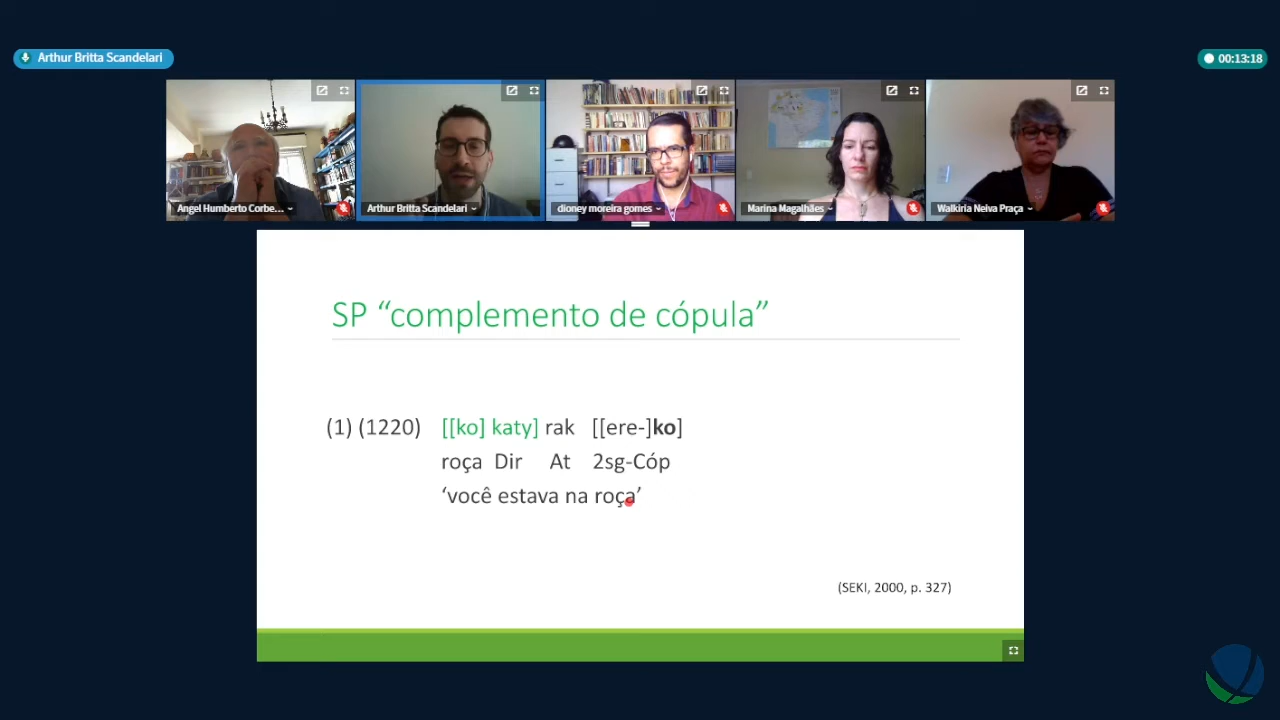 Arthur Britta Scandelari
00:13:18
Angel Humberto Corbe...
Arthur Britta Scandelari
dioney moreira gomes
Marina Magalhães
Walkiria Neiva Praça
SP “complemento de cópula”
(1) (1220) [[ko] katy] rak [[ere-]ko]
roça Dir At 2sg-Cóp
‘você estava na roça’
(SEKI, 2000, p. 327)